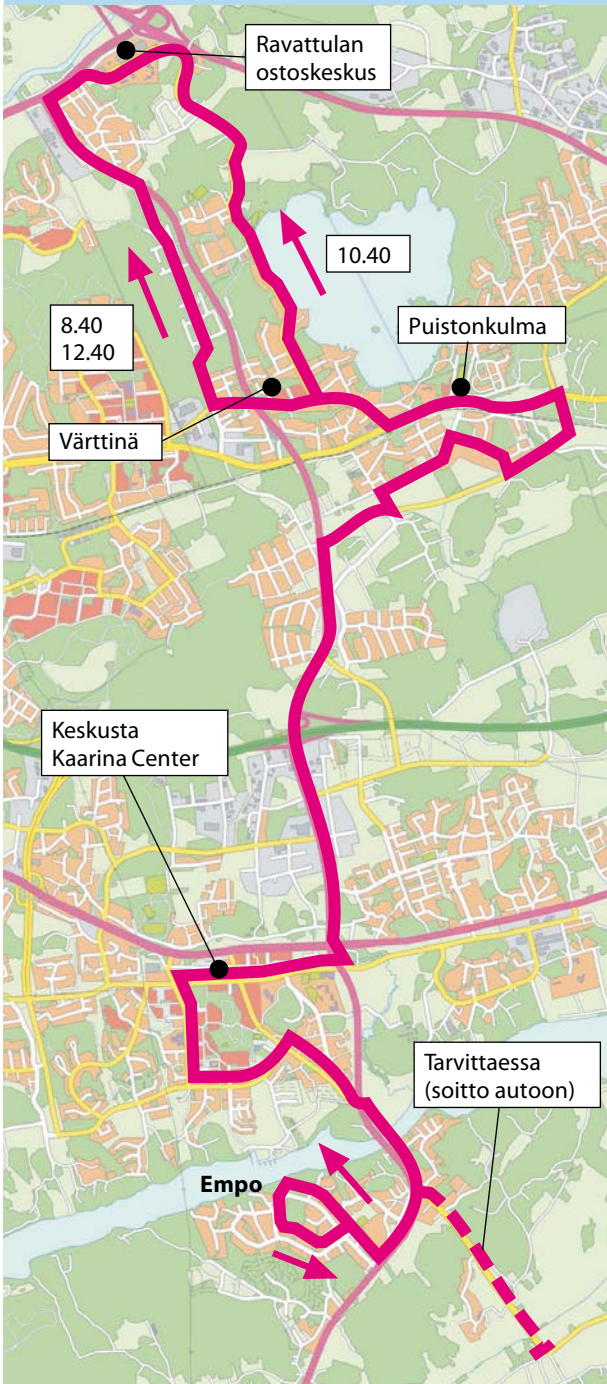 Ravattulan
ostoskeskus
10.40
8.40
12.40
Puistonkulma
Värttinä
Keskusta
Kaarina Center
Tarvittaessa
(soitto autoon)
Empo